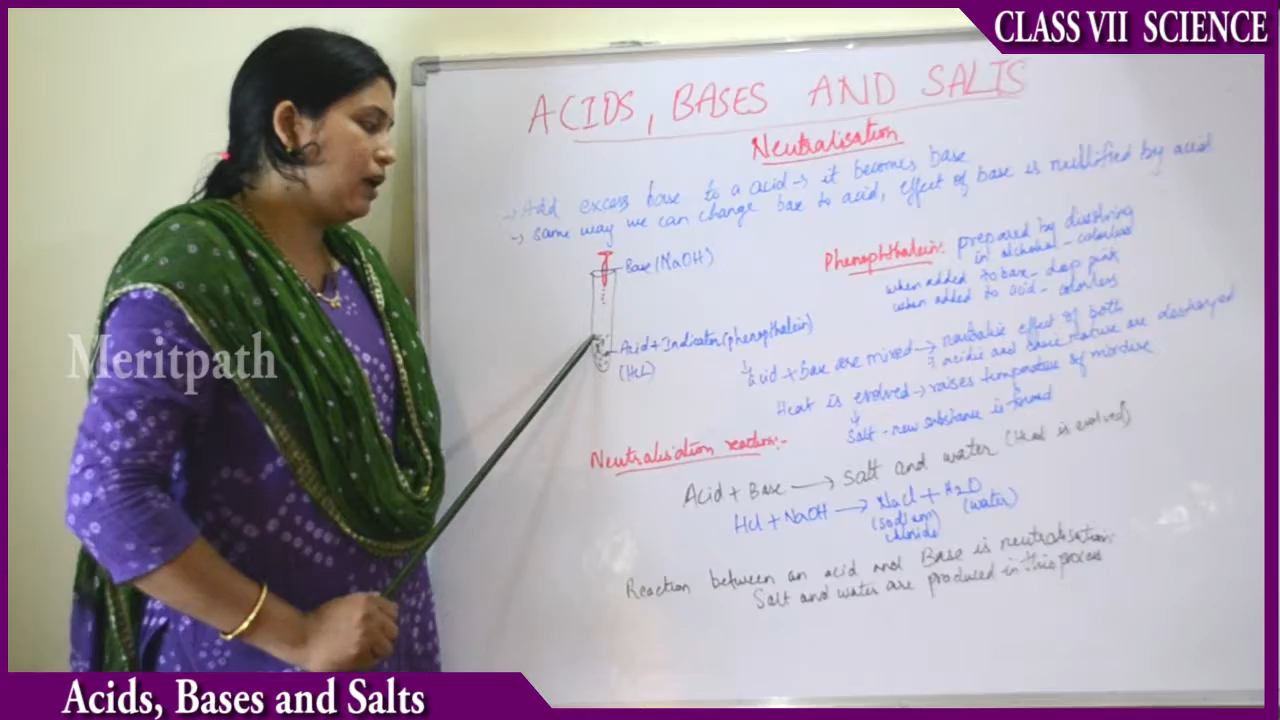 CLASS VII SCIENCE
ACIDS, BASES AND SALTS
Neutralisation
→ Add excess base to a acid → it becomes base
→ same way we can change base to acid, effect of base is nullified by acid
Base (NaOH)
Phenophthalein: prepared by dissolving
in alchohol - colorless
when added to base - deep pink
when added to acid - colorless
Acid + Indicator (phenopthalein)
(HCL)
acid + base are mixed → neutralise effect of both
acidic and basic nature are destroyed
Heat is evolved → raises temperature of mixture
Salt - new substance is formed
Neutralisation reaction:-
Acid + Base → Salt and water (Heat is evolved)
Hcl + NaOH → NaCl + H2O
(sodium chloride) (water)
Reaction between an acid and Base is neutralisation.
Salt and water are produced in this process
Meritpath
Acids, Bases and Salts